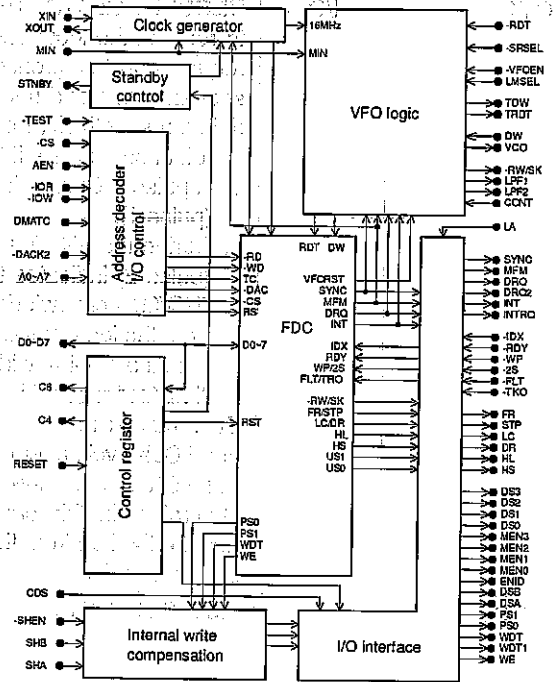 XIN
XOUT
MIN
STNBY
-TEST
-CS
AEN
-IOR
-IOW
DMATC
-DACK2
A0-A7
D0-D7
C8
C4
RESET
CDS
-SHEN
SHB
SHA
Clock generator
Standby
control
Address decoder
I/O control
Control register
Internal write
compensation
16MHz
MIN
VFO logic
-RDT
-SRSEL
-VFOEN
LMSEL
TDW
TRDT
DW
VCO
-RW/SK
LPF1
LPF2
CONT
LA
RDT DW
-RD
-WD
TC
-DAC
-CS
RS
D0~7
RST
PS0
PS1
WDT
WE
FDC
VFCRST
SYNC
MFM
DRQ
INT
IDX
RDY
WP/2S
FLT/TRO
-RW/SK
FR/STP
LC/DR
HL
HS
US1
US0
I/O interface
SYNC
MFM
DRQ
DRQ2
INT
INTRQ
-IDX
-RDY
-WP
-2S
-FLT
-TKO
FR
STP
LC
DR
HL
HS
DS3
DS2
DS1
DS0
MEN3
MEN2
MEN1
MEN0
ENID
DSB
DSA
PS1
PS0
WDT
WDT1
WE